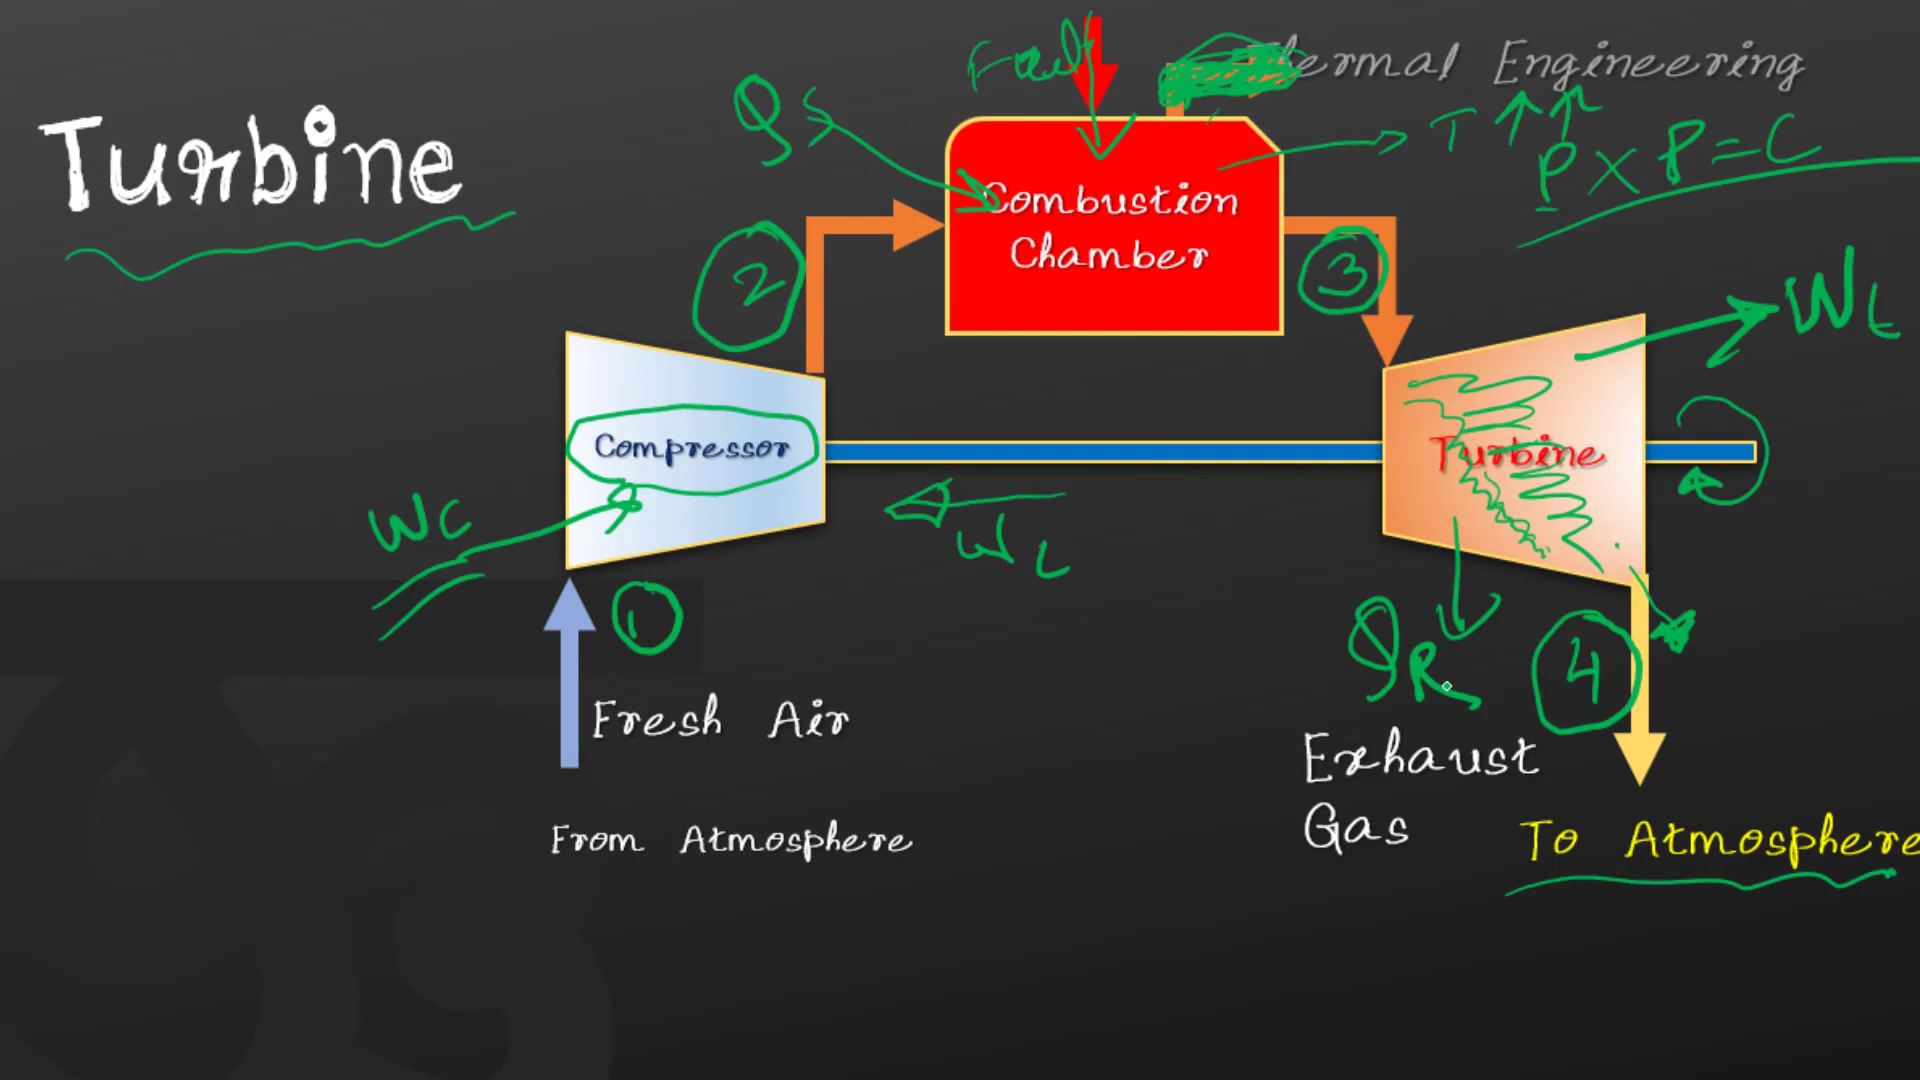 Thermal Engineering
Turbine
Fuel
Qs
T ↑ ↑
P × P = C
Combustion
Chamber
2
3
Wt
Compressor
Turbine
Wc
WL
1
QR
4
Fresh Air
Exhaust
Gas
From Atmosphere
To Atmosphere